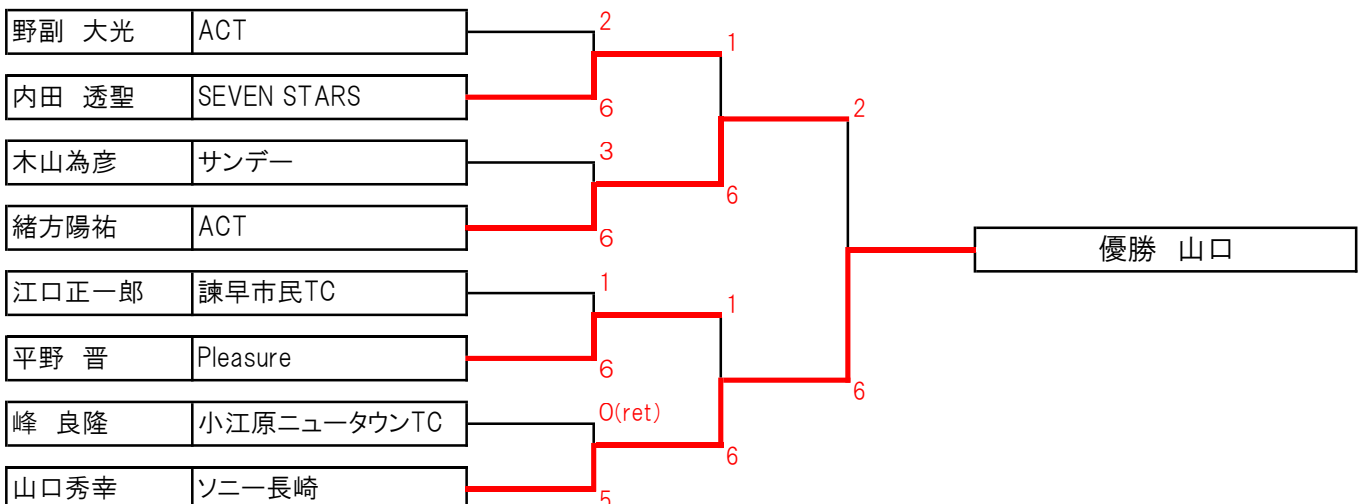 野副 大光 ACT 2
1
内田 透聖 SEVEN STARS 6
2
木山為彦 サンデー 3
6
緒方陽祐 ACT 6
優勝 山口
江口正一郎 諫早市民TC 1
1
平野 晋 Pleasure 6
6
峰 良隆 小江原ニュータウンTC 0(ret)
6
山口秀幸 ソニー長崎 5